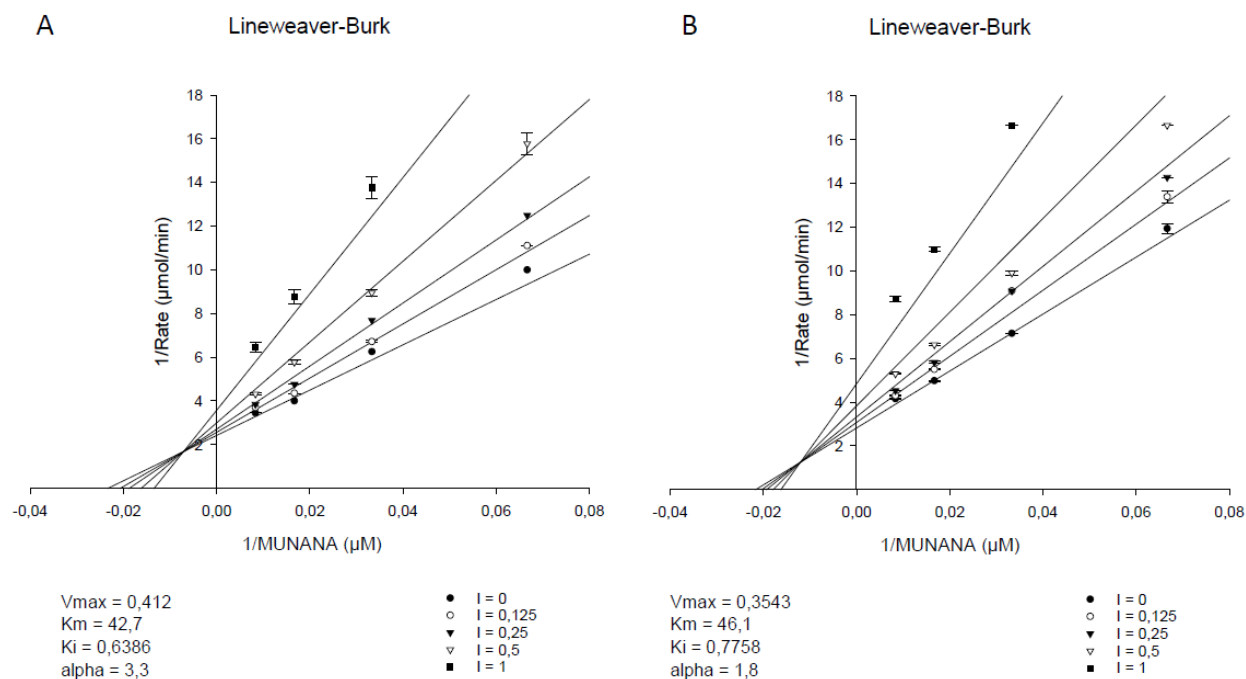 A
Lineweaver-Burk
18
16
14
12
10
8
6
4
2
1/Rate (µmol/min)
-0,04
-0,02
0,00
0,02
0,04
0,06
0,08
1/MUNANA (µM)
Vmax = 0,412
Km = 42,7
Ki = 0,6386
alpha = 3,3
I = 0
I = 0,125
I = 0,25
I = 0,5
I = 1
B
Lineweaver-Burk
18
16
14
12
10
8
6
4
2
1/Rate (µmol/min)
-0,04
-0,02
0,00
0,02
0,04
0,06
0,08
1/MUNANA (µM)
Vmax = 0,3543
Km = 46,1
Ki = 0,7758
alpha = 1,8
I = 0
I = 0,125
I = 0,25
I = 0,5
I = 1